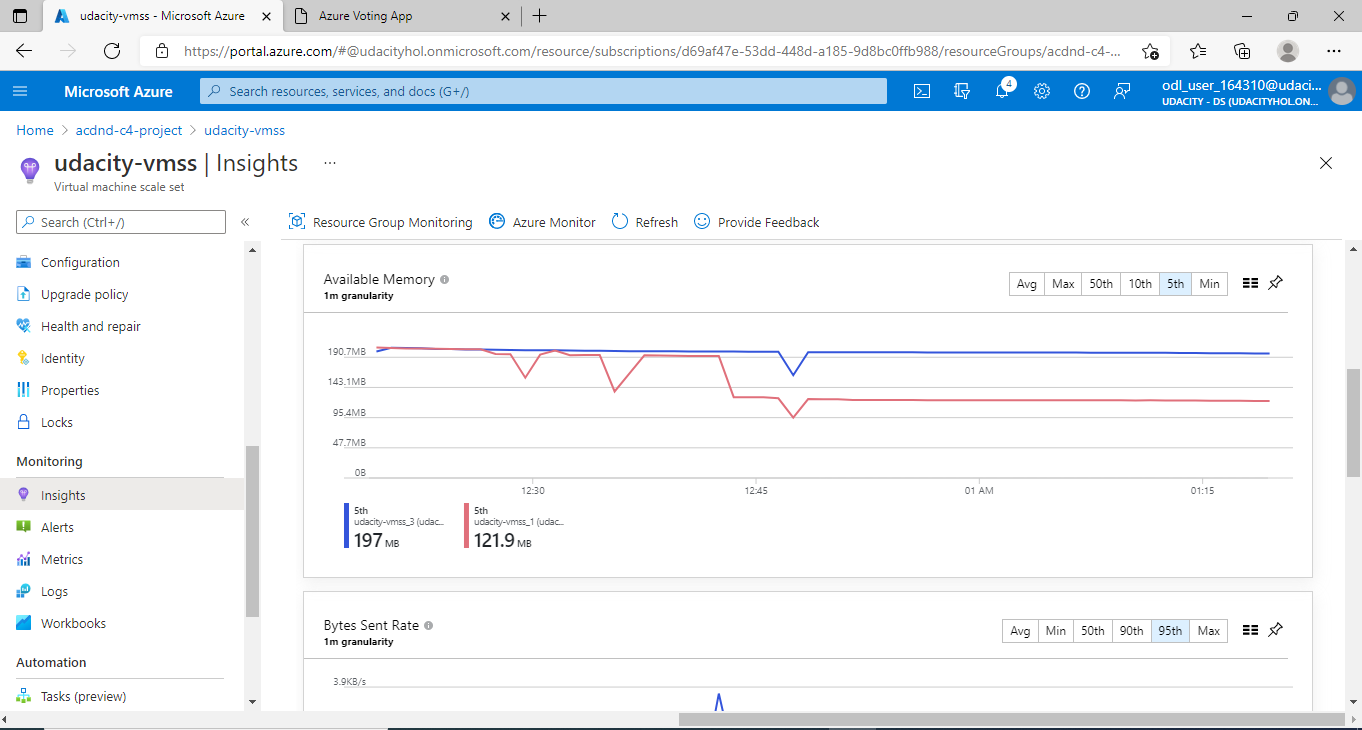 udacity-vmss - Microsoft Azure
Azure Voting App
https://portal.azure.com/#@udacityhol.onmicrosoft.com/resource/subscriptions/d69af47e-53dd-448d-a185-9d8bc0ffb988/resourceGroups/acdnd-c4-...
Microsoft Azure
Search resources, services, and docs (G+/)
4
odl_user_164310@udaci...
UDACITY - DS (UDACITYHOL.ON...
Home > acdnd-c4-project > udacity-vmss
udacity-vmss | Insights ...
Virtual machine scale set
Search (Ctrl+/)
«
Resource Group Monitoring
Azure Monitor
Refresh
Provide Feedback
Configuration
Upgrade policy
Health and repair
Identity
Properties
Locks
Monitoring
Insights
Alerts
Metrics
Logs
Workbooks
Automation
Tasks (preview)
Available Memory
1m granularity
Avg Max 50th 10th 5th Min
190.7MB
143.1MB
95.4MB
47.7MB
0B
12:30 12:45 01 AM 01:15
5th
udacity-vmss_3 (udac...
197 MB
5th
udacity-vmss_1 (udac...
121.9 MB
Bytes Sent Rate
1m granularity
Avg Min 50th 90th 95th Max
3.9KB/s